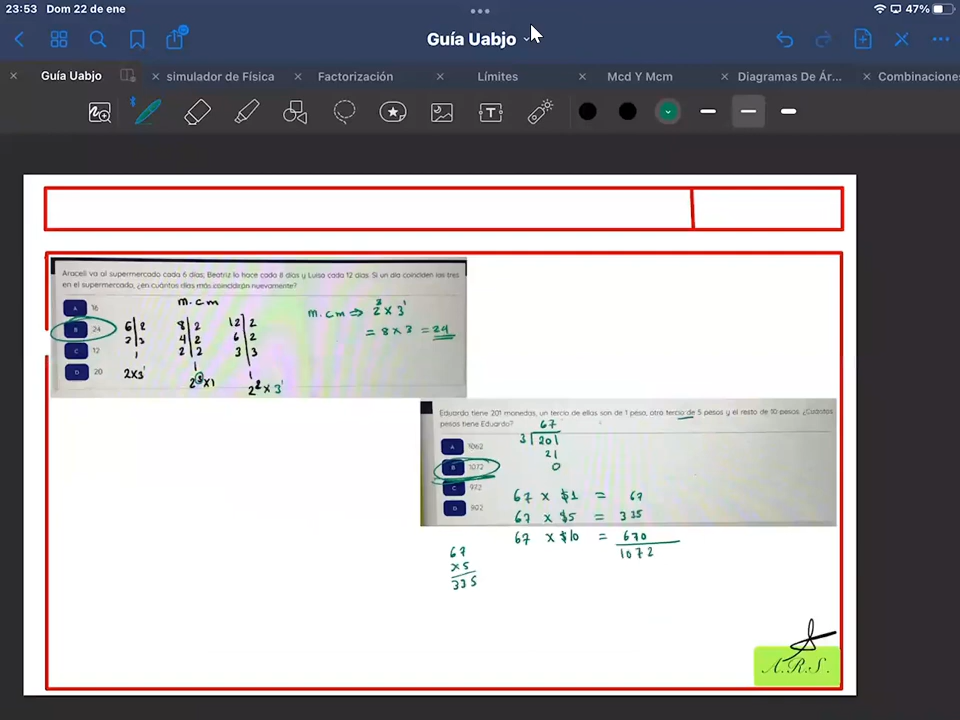 23:53 Dom 22 de ene
47%
Guía Uabjo
Guía Uabjo
simulador de Física
Factorización
Límites
Mcd Y Mcm
Diagramas De Ár...
Combinaciones
Araceli va al supermercado cada 6 días; Beatriz lo hace cada 8 días y Luisa cada 12 días. Si un día coinciden las tres
en el supermercado, ¿en cuántos días más coincidirán nuevamente?
A 16
B 24
C 12
D 20
m.cm
6 | 2
3 | 3
1
2x3¹
8 | 2
4 | 2
2 | 2
1
2³x1
12 | 2
6 | 2
3 | 3
1
2² x 3¹
m.cm ⇒ 2³ x 3¹
= 8 x 3 = 24
Eduardo tiene 201 monedas, un tercio de ellas son de 1 peso, otro tercio de 5 pesos y el resto de 10 pesos. ¿Cuántos
pesos tiene Eduardo?
A 1062
B 1072
C 972
D 802
67
3 201
21
0
67 x $1 = 67
67 x $5 = 335
67 x $10 = 670
1072
67
x5
335
A.R.S.